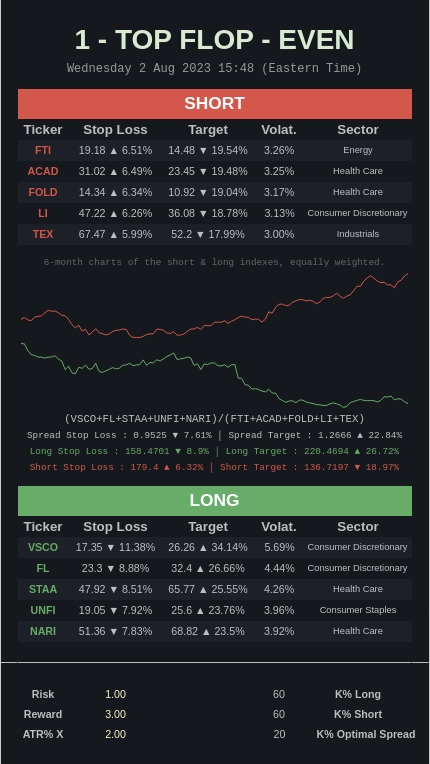 1 - TOP FLOP - EVEN
Wednesday 2 Aug 2023 15:48 (Eastern Time)
SHORT
Ticker Stop Loss Target Volat. Sector
FTI 19.18 ▲ 6.51% 14.48 ▼ 19.54% 3.26% Energy
ACAD 31.02 ▲ 6.49% 23.45 ▼ 19.48% 3.25% Health Care
FOLD 14.34 ▲ 6.34% 10.92 ▼ 19.04% 3.17% Health Care
LI 47.22 ▲ 6.26% 36.08 ▼ 18.78% 3.13% Consumer Discretionary
TEX 67.47 ▲ 5.99% 52.2 ▼ 17.99% 3.00% Industrials
6-month charts of the short & long indexes, equally weighted.
(VSCO+FL+STAA+UNFI+NARI)/(FTI+ACAD+FOLD+LI+TEX)
Spread Stop Loss : 0.9525 ▼ 7.61% | Spread Target : 1.2666 ▲ 22.84%
Long Stop Loss : 158.4701 ▼ 8.9% | Long Target : 220.4694 ▲ 26.72%
Short Stop Loss : 179.4 ▲ 6.32% | Short Target : 136.7197 ▼ 18.97%
LONG
Ticker Stop Loss Target Volat. Sector
VSCO 17.35 ▼ 11.38% 26.26 ▲ 34.14% 5.69% Consumer Discretionary
FL 23.3 ▼ 8.88% 32.4 ▲ 26.66% 4.44% Consumer Discretionary
STAA 47.92 ▼ 8.51% 65.77 ▲ 25.55% 4.26% Health Care
UNFI 19.05 ▼ 7.92% 25.6 ▲ 23.76% 3.96% Consumer Staples
NARI 51.36 ▼ 7.83% 68.82 ▲ 23.5% 3.92% Health Care
Risk 1.00 60 K% Long
Reward 3.00 60 K% Short
ATR% X 2.00 20 K% Optimal Spread